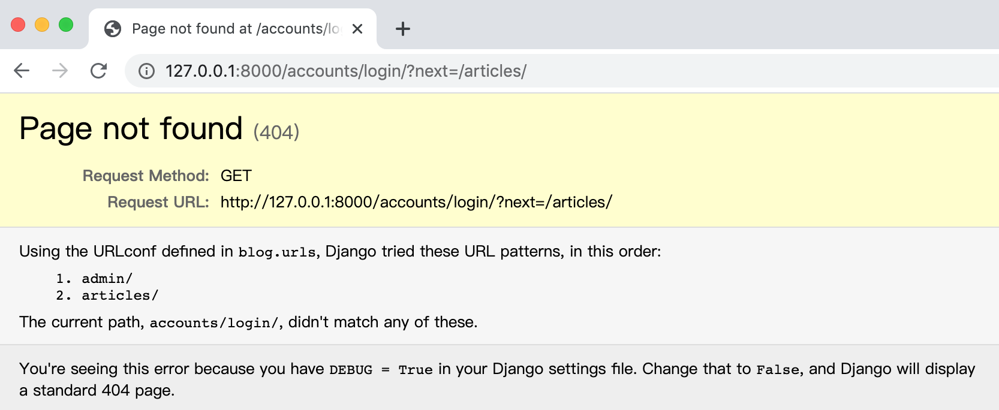 Page not found at /accounts/lo
127.0.0.1:8000/accounts/login/?next=/articles/
Page not found (404)
Request Method: GET
Request URL: http://127.0.0.1:8000/accounts/login/?next=/articles/
Using the URLconf defined in blog.urls, Django tried these URL patterns, in this order:
1. admin/
2. articles/
The current path, accounts/login/, didn't match any of these.
You're seeing this error because you have DEBUG = True in your Django settings file. Change that to False, and Django will display
a standard 404 page.